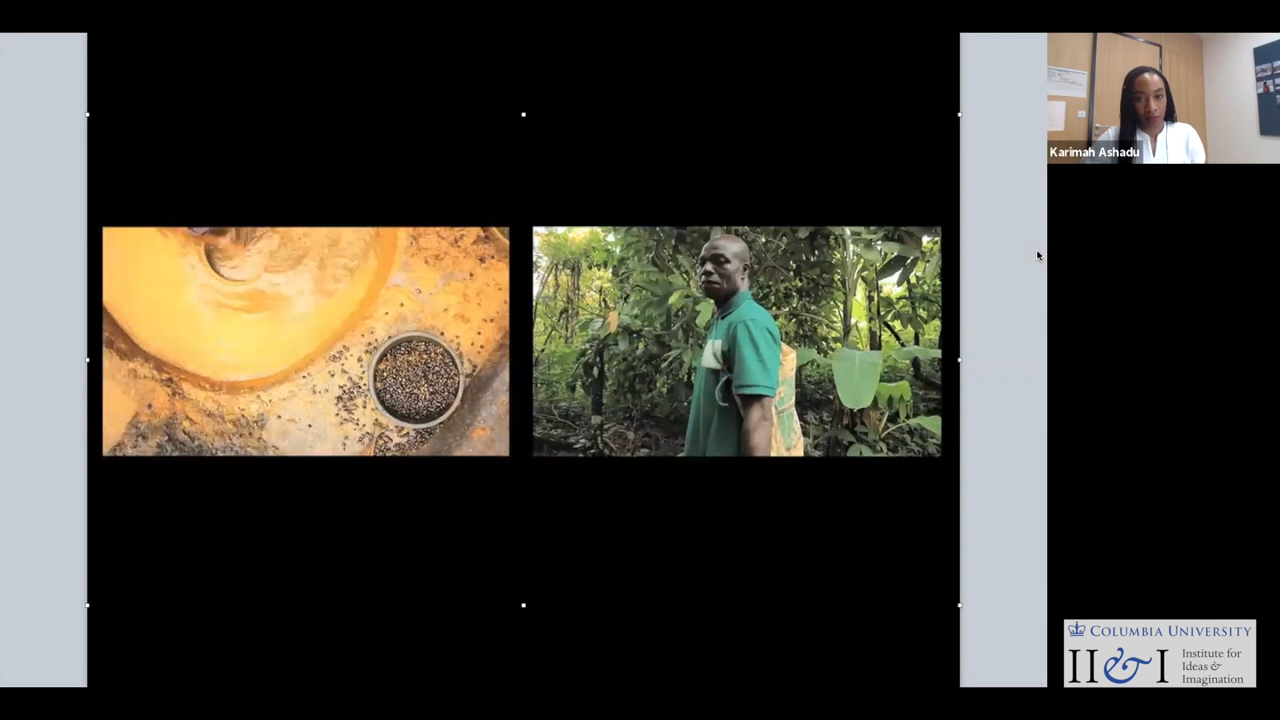 Karimah Ashadu
COLUMBIA UNIVERSITY
II&I
Institute for
Ideas &
Imagination